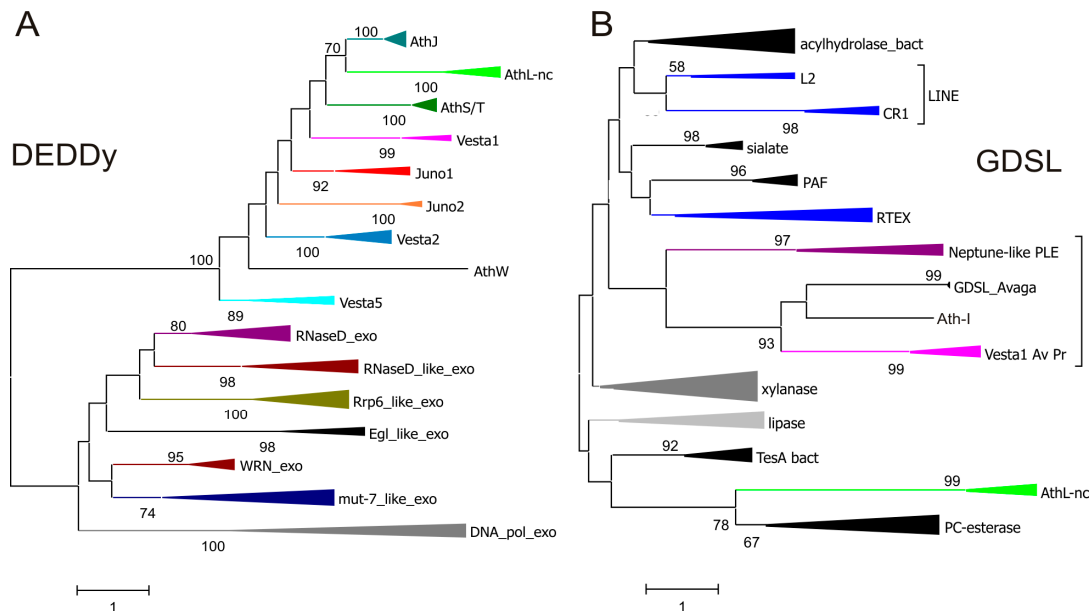 A
DEDDy
100
AthJ
70
AthL-nc
100
AthS/T
100
Vesta1
99
Juno1
92
Juno2
100
Vesta2
100
AthW
100
Vesta5
89
80
RNaseD_exo
RNaseD_like_exo
98
Rrp6_like_exo
100
Egl_like_exo
98
95
WRN_exo
mut-7_like_exo
74
DNA_pol_exo
100
1
B
GDSL
acylhydrolase_bact
58
L2
LINE
CR1
98
98
sialate
96
PAF
RTEX
97
Neptune-like PLE
99
GDSL_Avaga
Ath-I
93
Vesta1 Av Pr
99
xylanase
lipase
92
TesA bact
99
AthL-nc
78
PC-esterase
67
1